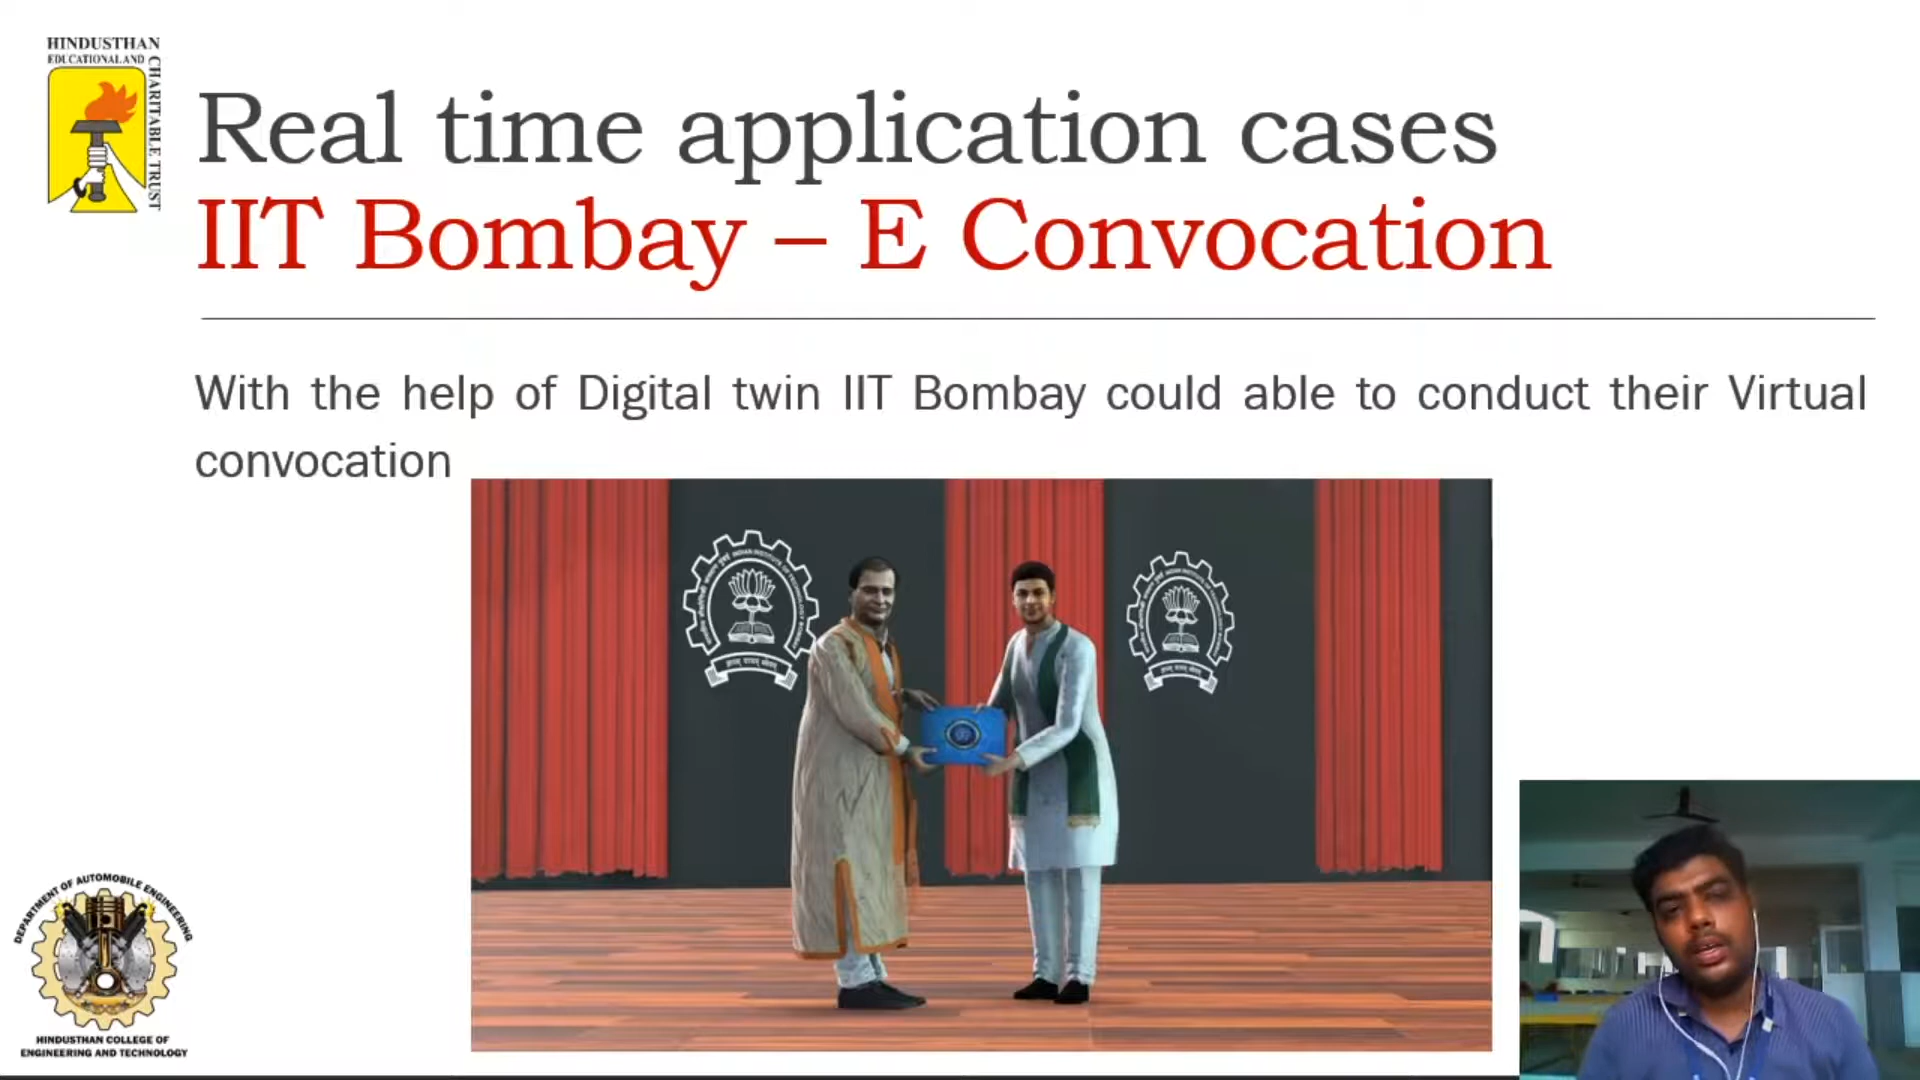 HINDUSTHAN
EDUCATIONAL AND
CHARITABLE TRUST
Real time application cases
IIT Bombay – E Convocation
With the help of Digital twin IIT Bombay could able to conduct their Virtual
convocation
DEPARTMENT OF AUTOMOBILE ENGINEERING
HINDUSTHAN COLLEGE OF
ENGINEERING AND TECHNOLOGY